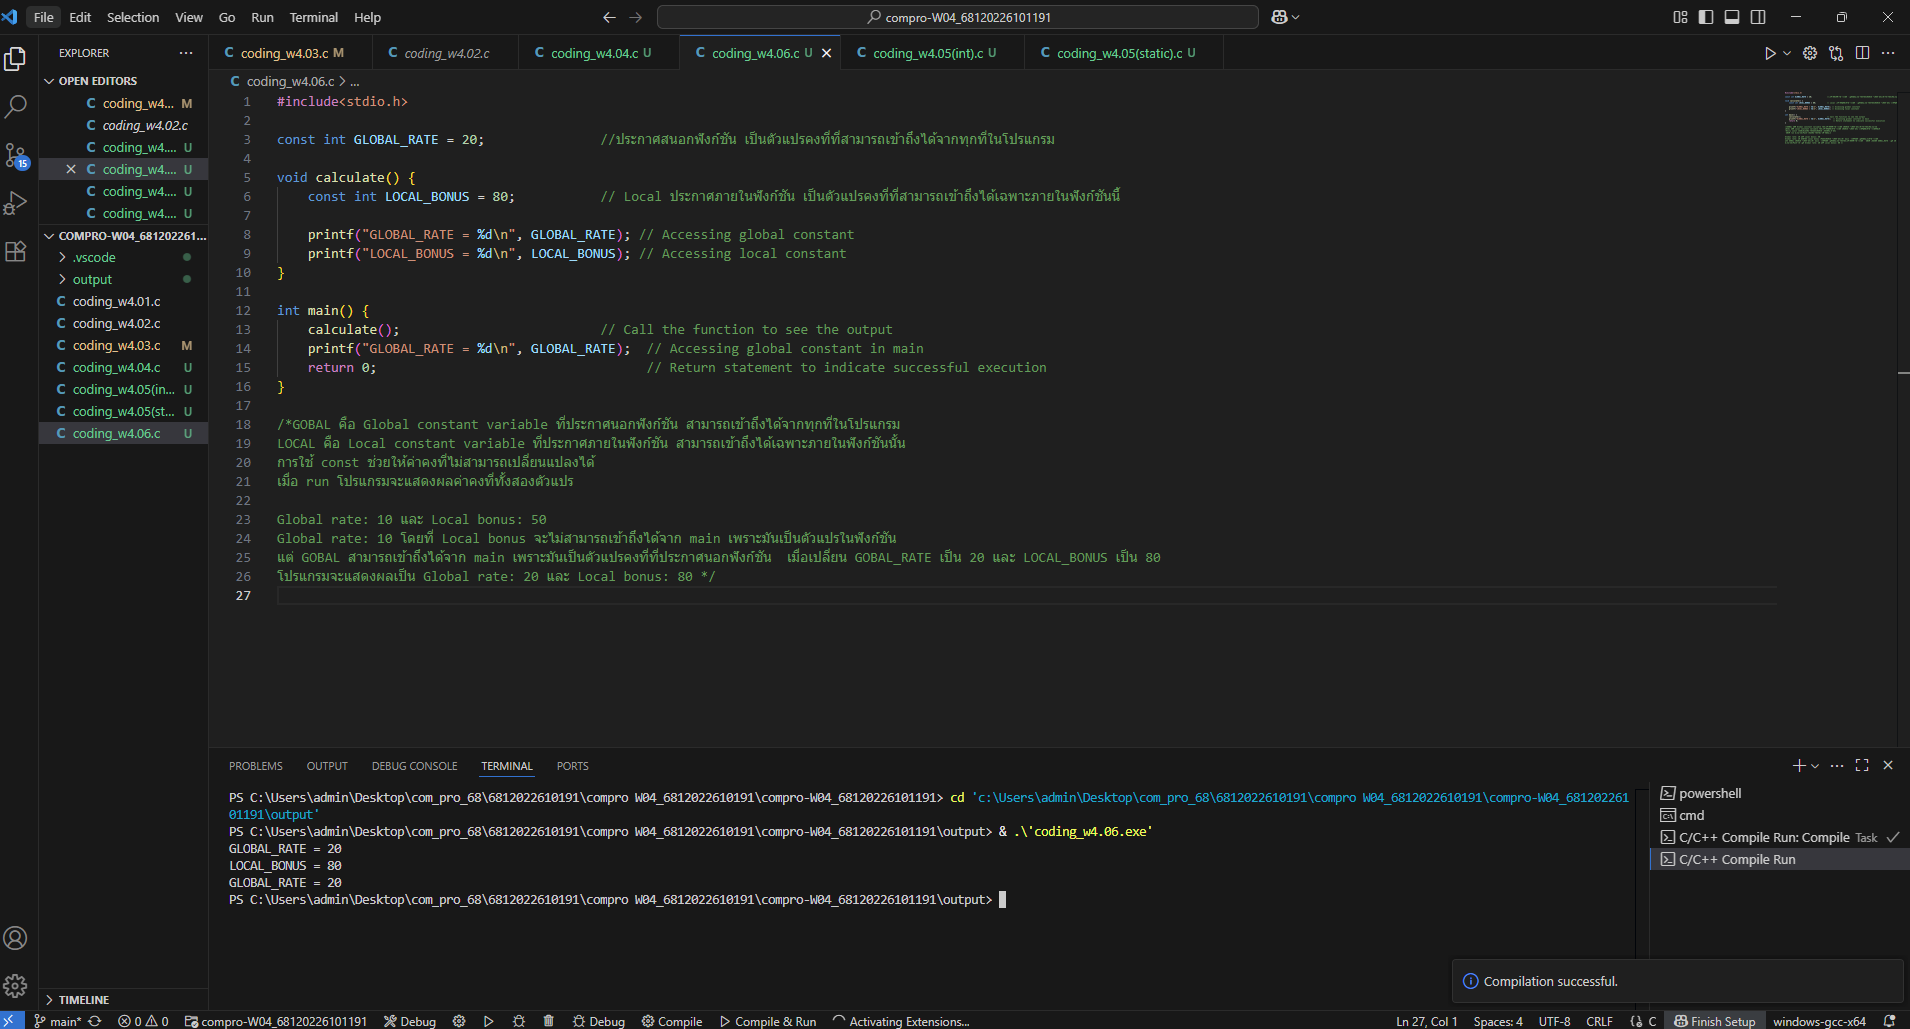 File Edit Selection View Go Run Terminal Help
compro-W04_68120226101191
EXPLORER
OPEN EDITORS
coding_w4... M
coding_w4.02.c
coding_w4.... U
coding_w4.... U
coding_w4.... U
coding_w4.... U
COMPRO-W04_681202261...
.vscode
output
coding_w4.01.c
coding_w4.02.c
coding_w4.03.c M
coding_w4.04.c U
coding_w4.05(in... U
coding_w4.05(st... U
coding_w4.06.c U
15
TIMELINE
coding_w4.03.c M
coding_w4.02.c
coding_w4.04.c U
coding_w4.06.c U
coding_w4.05(int).c U
coding_w4.05(static).c U
coding_w4.06.c > ...
1 #include<stdio.h>
2
3 const int GLOBAL_RATE = 20; //ประกาศสนอกฟังก์ชัน เป็นตัวแปรคงที่ที่สามารถเข้าถึงได้จากทุกที่ในโปรแกรม
4
5 void calculate() {
6 const int LOCAL_BONUS = 80; // Local ประกาศภายในฟังก์ชัน เป็นตัวแปรคงที่ที่สามารถเข้าถึงได้เฉพาะภายในฟังก์ชันนี้
7
8 printf("GLOBAL_RATE = %d\n", GLOBAL_RATE); // Accessing global constant
9 printf("LOCAL_BONUS = %d\n", LOCAL_BONUS); // Accessing local constant
10 }
11
12 int main() {
13 calculate(); // Call the function to see the output
14 printf("GLOBAL_RATE = %d\n", GLOBAL_RATE); // Accessing global constant in main
15 return 0; // Return statement to indicate successful execution
16 }
17
18 /*GOBAL คือ Global constant variable ที่ประกาศนอกฟังก์ชัน สามารถเข้าถึงได้จากทุกที่ในโปรแกรม
19 LOCAL คือ Local constant variable ที่ประกาศภายในฟังก์ชัน สามารถเข้าถึงได้เฉพาะภายในฟังก์ชันนั้น
20 การใช้ const ช่วยให้ค่าคงที่ไม่สามารถเปลี่ยนแปลงได้
21 เมื่อ run โปรแกรมจะแสดงผลค่าคงที่ทั้งสองตัวแปร
22
23 Global rate: 10 และ Local bonus: 50
24 Global rate: 10 โดยที่ Local bonus จะไม่สามารถเข้าถึงได้จาก main เพราะมันเป็นตัวแปรในฟังก์ชัน
25 แต่ GOBAL สามารถเข้าถึงได้จาก main เพราะมันเป็นตัวแปรคงที่ที่ประกาศนอกฟังก์ชัน เมื่อเปลี่ยน GOBAL_RATE เป็น 20 และ LOCAL_BONUS เป็น 80
26 โปรแกรมจะแสดงผลเป็น Global rate: 20 และ Local bonus: 80 */
27
PROBLEMS OUTPUT DEBUG CONSOLE TERMINAL PORTS
PS C:\Users\admin\Desktop\com_pro_68\6812022610191\compro W04_6812022610191\compro-W04_68120226101191> cd 'c:\Users\admin\Desktop\com_pro_68\6812022610191\compro W04_6812022610191\compro-W04_681202261
01191\output'
PS C:\Users\admin\Desktop\com_pro_68\6812022610191\compro W04_6812022610191\compro-W04_68120226101191\output> & .\'coding_w4.06.exe'
GLOBAL_RATE = 20
LOCAL_BONUS = 80
GLOBAL_RATE = 20
PS C:\Users\admin\Desktop\com_pro_68\6812022610191\compro W04_6812022610191\compro-W04_68120226101191\output>
powershell
cmd
C/C++ Compile Run: Compile Task
C/C++ Compile Run
Compilation successful.
main* 0 0 compro-W04_68120226101191 Debug Debug Compile Compile & Run Activating Extensions... Ln 27, Col 1 Spaces: 4 UTF-8 CRLF {} C Finish Setup windows-gcc-x64